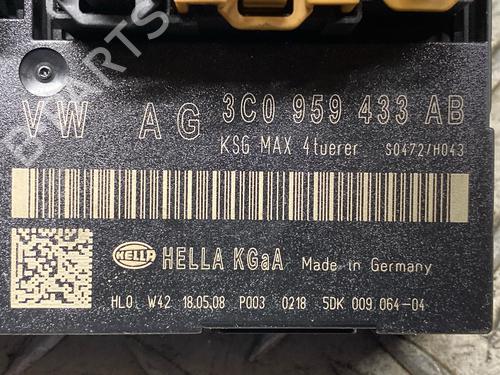 VW AG 3C0 959 433 AB
KSG MAX 4tuerer S0472/H043
HELLA HELLA KGaA Made in Germany
HLO W42 18.05.08 P003 0218 5DK 009 064-04